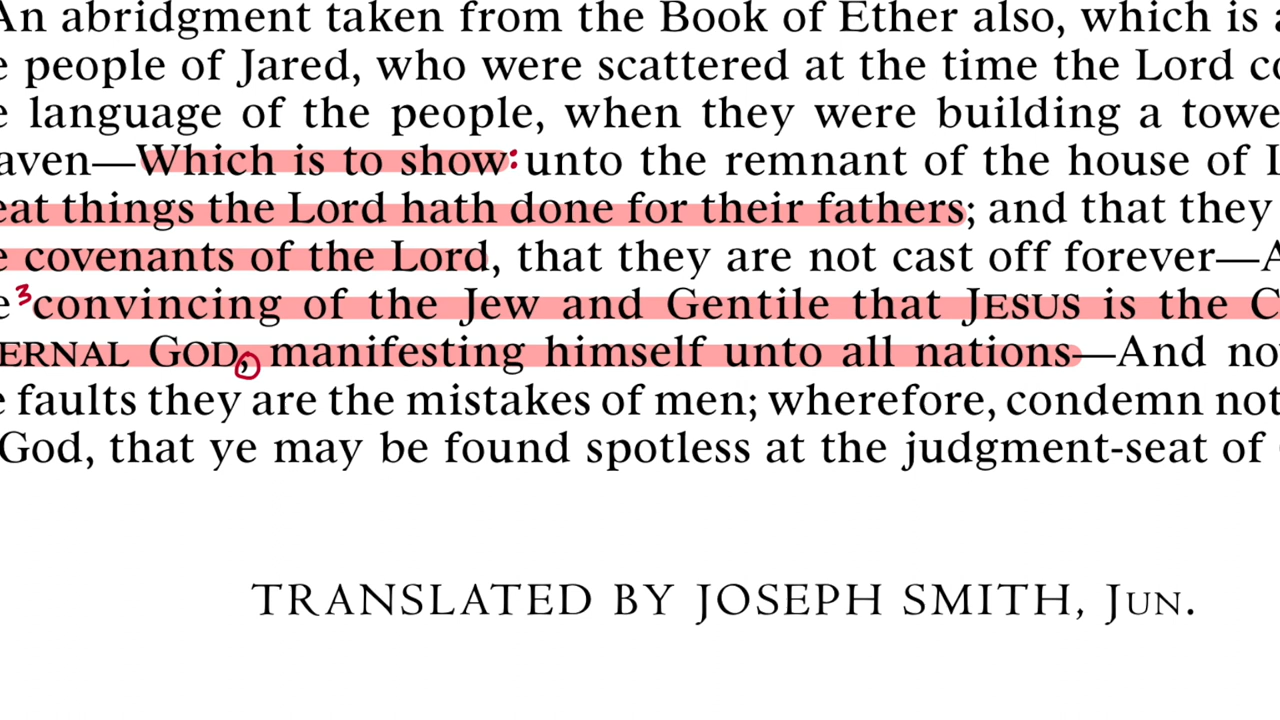 An abridgment taken from the Book of Ether also, which is a
e people of Jared, who were scattered at the time the Lord co
e language of the people, when they were building a towe
aven—Which is to show: unto the remnant of the house of I
eat things the Lord hath done for their fathers; and that they
e covenants of the Lord, that they are not cast off forever—A
e 3 convincing of the Jew and Gentile that JESUS is the C
ERNAL GOD, manifesting himself unto all nations—And no
e faults they are the mistakes of men; wherefore, condemn not
God, that ye may be found spotless at the judgment-seat of
TRANSLATED BY JOSEPH SMITH, JUN.